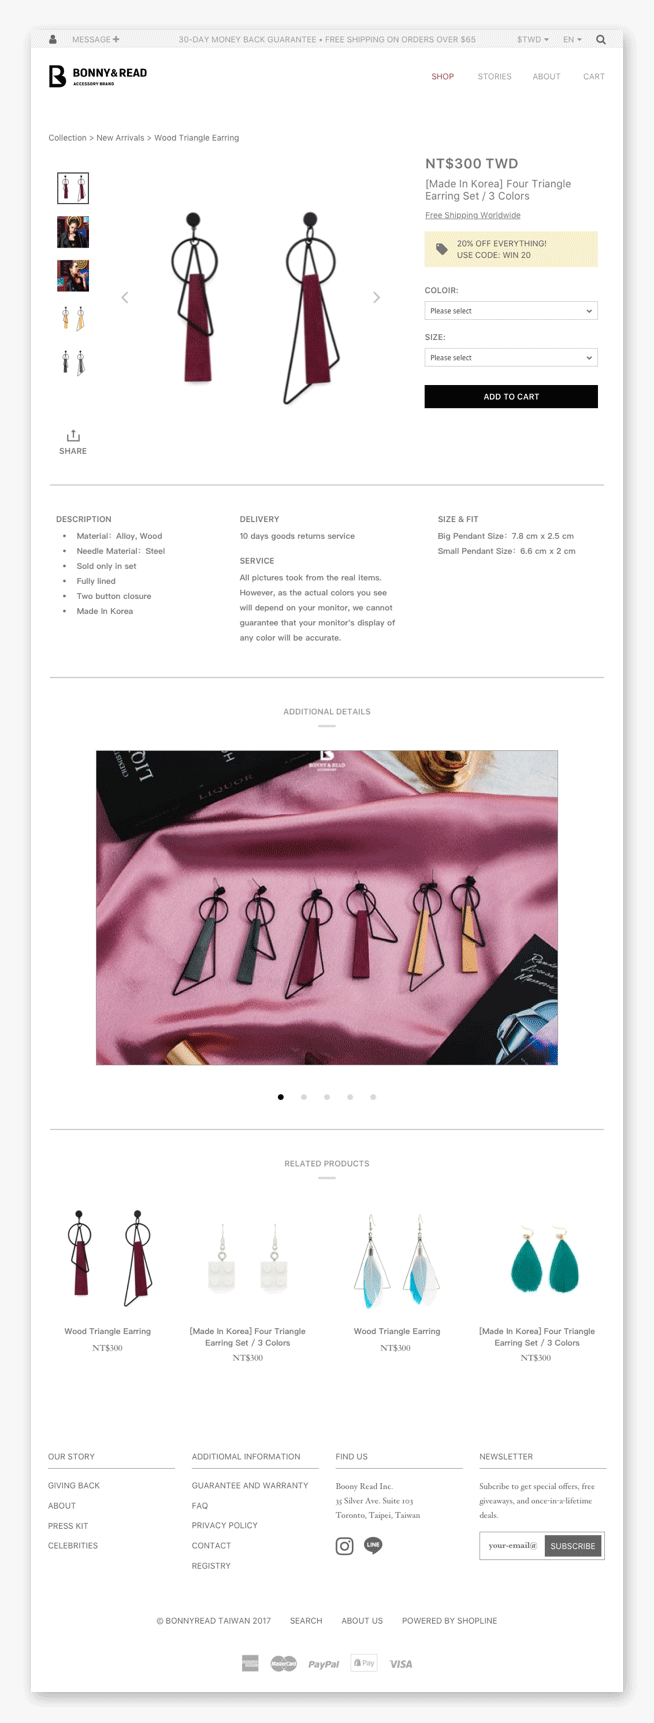 MESSAGE
30-DAY MONEY BACK GUARANTEE • FREE SHIPPING ON ORDERS OVER $65
$TWD
EN
BONNY&READ
ACCESSORY BRAND
SHOP
STORIES
ABOUT
CART
Collection > New Arrivals > Wood Triangle Earring
NT$300 TWD
[Made In Korea] Four Triangle
Earring Set / 3 Colors
Free Shipping Worldwide
20% OFF EVERYTHING!
USE CODE: WIN 20
COLOIR:
Please select
SIZE:
Please select
ADD TO CART
SHARE
DESCRIPTION
• Material: Alloy, Wood
• Needle Material: Steel
• Sold only in set
• Fully lined
• Two button closure
• Made In Korea
DELIVERY
10 days goods returns service
SERVICE
All pictures took from the real items.
However, as the actual colors you see
will depend on your monitor, we cannot
guarantee that your monitor's display of
any color will be accurate.
SIZE & FIT
Big Pendant Size: 7.8 cm x 2.5 cm
Small Pendant Size: 6.6 cm x 2 cm
ADDITIONAL DETAILS
LIQUOR
BONNY & READ
ACCESSORY
RELATED PRODUCTS
Wood Triangle Earring
NT$300
[Made In Korea] Four Triangle
Earring Set / 3 Colors
NT$300
Wood Triangle Earring
NT$300
[Made In Korea] Four Triangle
Earring Set / 3 Colors
NT$300
OUR STORY
GIVING BACK
ABOUT
PRESS KIT
CELEBRITIES
ADDITIOMAL INFORMATION
GUARANTEE AND WARRANTY
FAQ
PRIVACY POLICY
CONTACT
REGISTRY
FIND US
Boony Read Inc.
35 Silver Ave. Suite 103
Toronto, Taipei, Taiwan
LINE
NEWSLETTER
Subcribe to get special offers, free
giveaways, and once-in-a-lifetime
deals.
your-email@
SUBSCRIBE
© BONNYREAD TAIWAN 2017
SEARCH
ABOUT US
POWERED BY SHOPLINE
MasterCard
PayPal
Pay
VISA